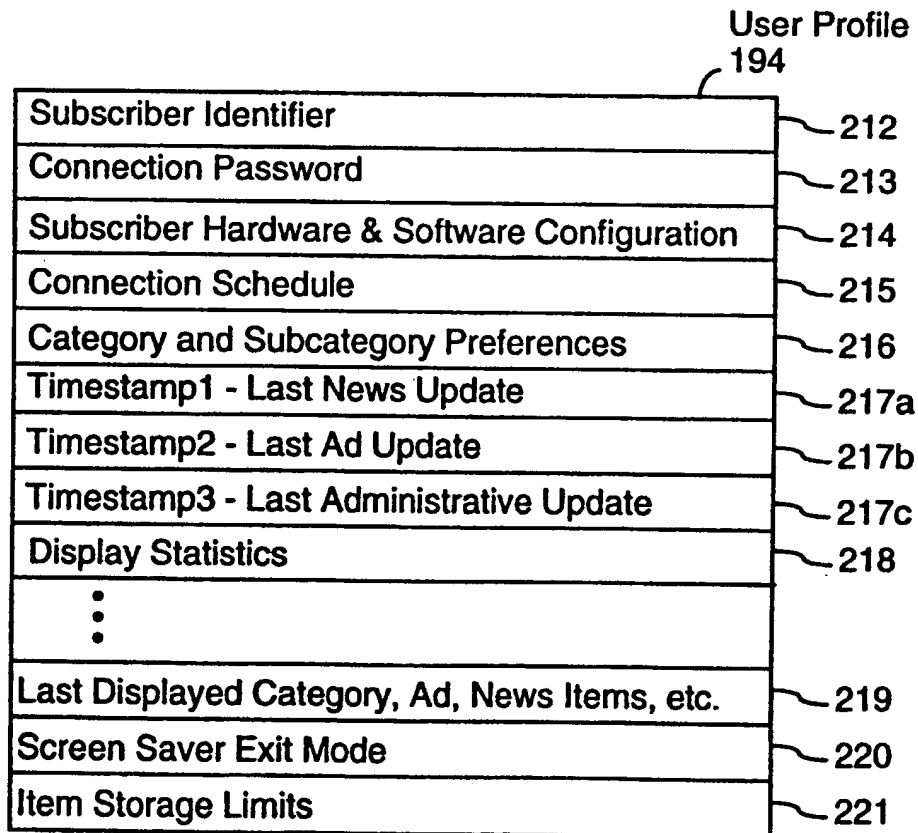 User Profile
194
Subscriber Identifier 212
Connection Password 213
Subscriber Hardware & Software Configuration 214
Connection Schedule 215
Category and Subcategory Preferences 216
Timestamp1 - Last News Update 217a
Timestamp2 - Last Ad Update 217b
Timestamp3 - Last Administrative Update 217c
Display Statistics 218
Last Displayed Category, Ad, News Items, etc. 219
Screen Saver Exit Mode 220
Item Storage Limits 221